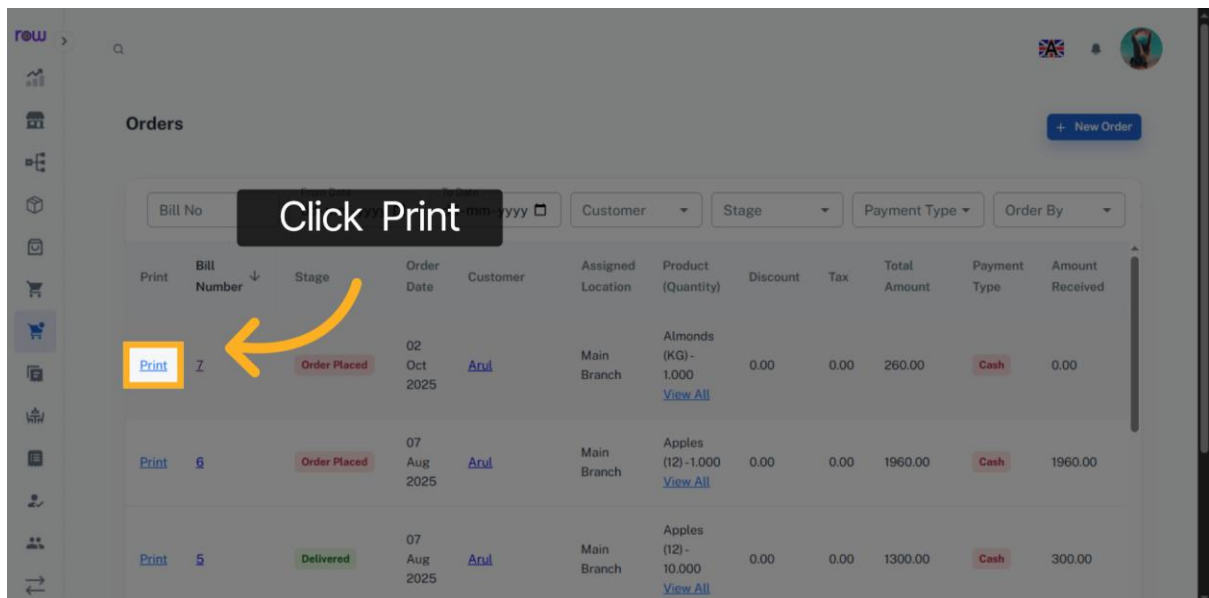 row
Orders
+ New Order
Bill No
Click Print
-mm-yyyy
Customer
Stage
Payment Type
Order By
Print
Bill
Number
Stage
Order
Date
Customer
Assigned
Location
Product
(Quantity)
Discount
Tax
Total
Amount
Payment
Type
Amount
Received
Print
7
Order Placed
02
Oct
2025
Arul
Main
Branch
Almonds
(KG) -
1.000
View All
0.00
0.00
260.00
Cash
0.00
Print
6
Order Placed
07
Aug
2025
Arul
Main
Branch
Apples
(12) - 1.000
View All
0.00
0.00
1960.00
Cash
1960.00
Print
5
Delivered
07
Aug
2025
Arul
Main
Branch
Apples
(12) -
10.000
View All
0.00
0.00
1300.00
Cash
300.00